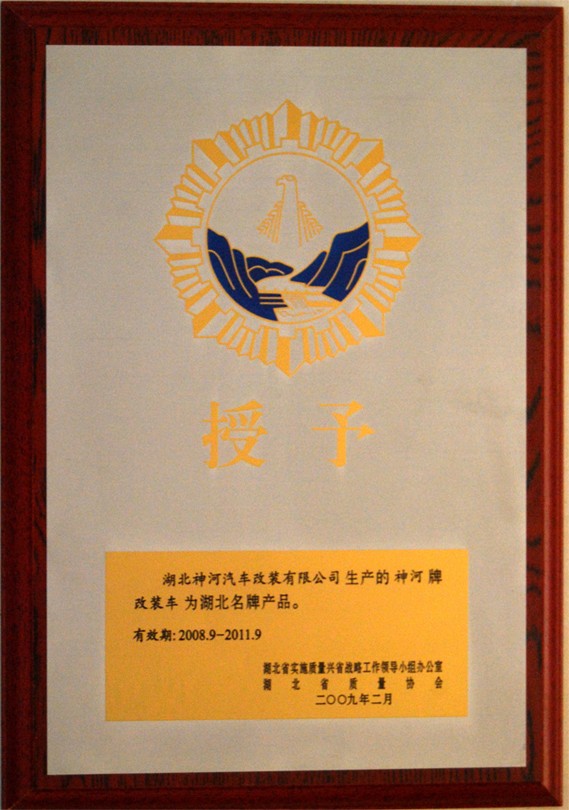 授予
湖北神河汽车改装有限公司 生产的 神河 牌
改装车 为湖北名牌产品。
有效期: 2008.9-2011.9
湖北省实施质量兴省战略工作领导小组办公室
湖北省质量协会
二〇〇九年二月